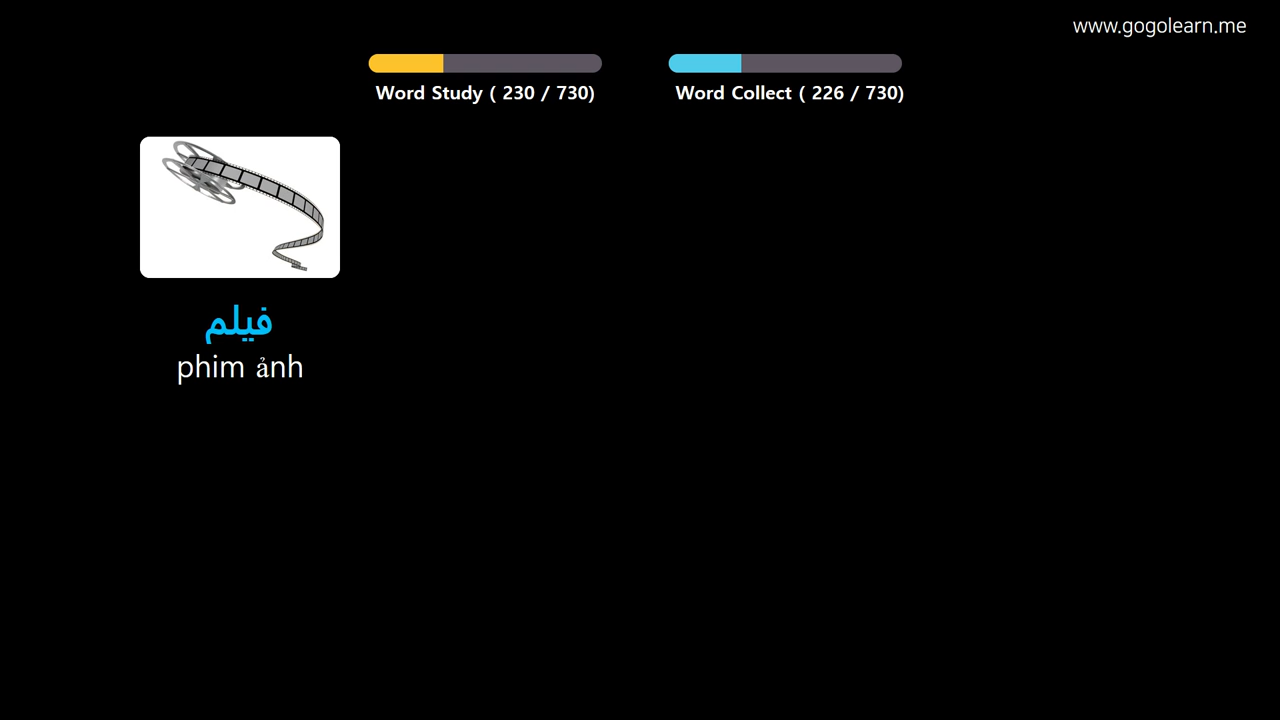 www.gogolearn.me
Word Study ( 230 / 730)
Word Collect ( 226 / 730)
فيلم
phim ảnh